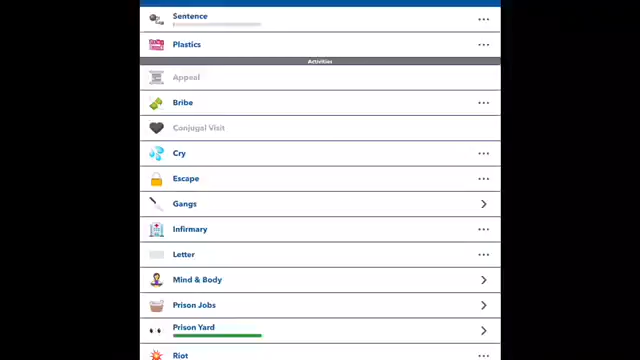 Sentence
Plastics
Activities
Appeal
Bribe
Conjugal Visit
Cry
Escape
Gangs
Infirmary
Letter
Mind & Body
Prison Jobs
Prison Yard
Riot